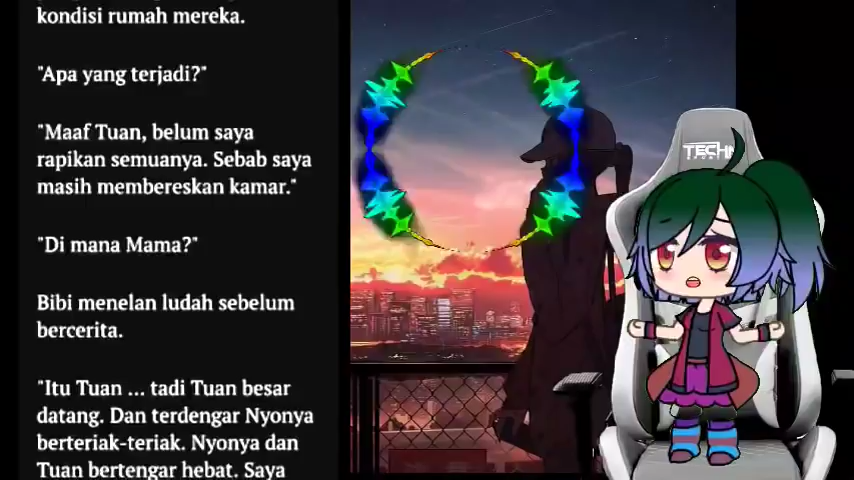 kondisi rumah mereka.
"Apa yang terjadi?"
"Maaf Tuan, belum saya
rapikan semuanya. Sebab saya
masih membereskan kamar."
"Di mana Mama?"
Bibi menelan ludah sebelum
bercerita.
"Itu Tuan ... tadi Tuan besar
datang. Dan terdengar Nyonya
berteriak-teriak. Nyonya dan
Tuan bertengar hebat. Saya